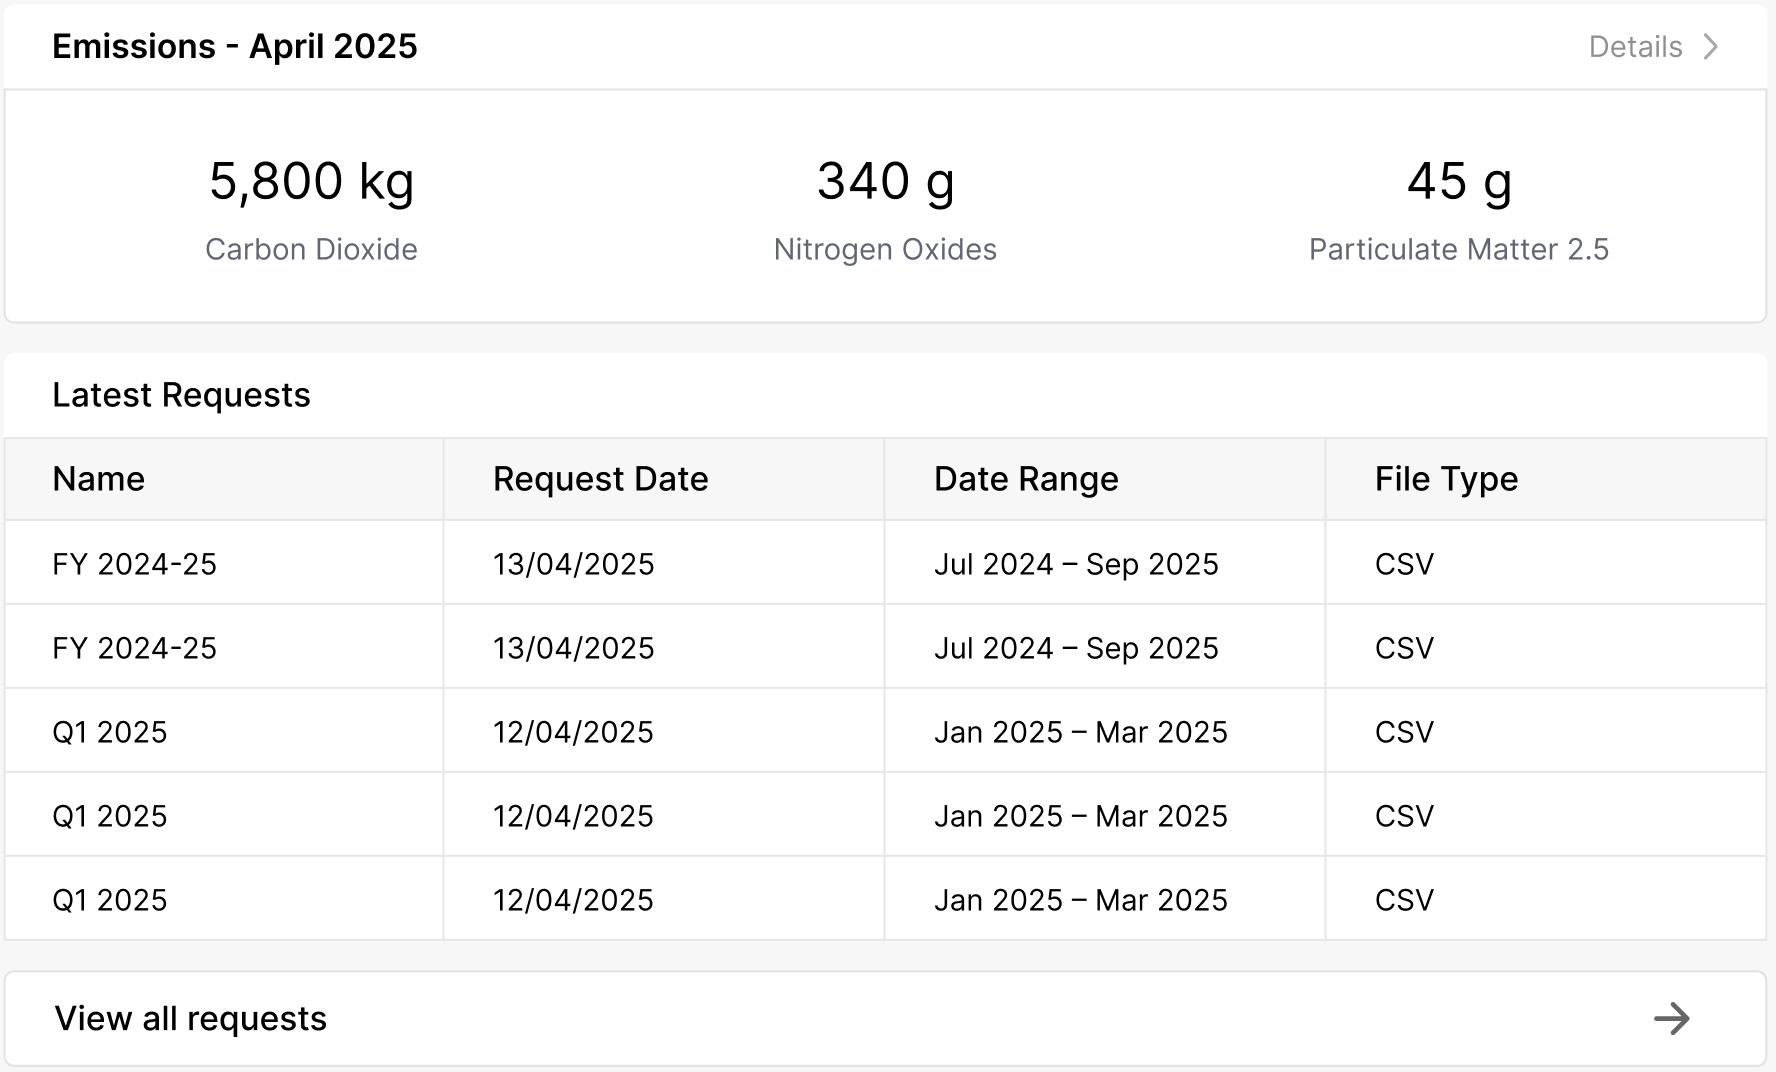 Emissions - April 2025 Details
5,800 kg 340 g 45 g
Carbon Dioxide Nitrogen Oxides Particulate Matter 2.5
Latest Requests
Name Request Date Date Range File Type
FY 2024-25 13/04/2025 Jul 2024 – Sep 2025 CSV
FY 2024-25 13/04/2025 Jul 2024 – Sep 2025 CSV
Q1 2025 12/04/2025 Jan 2025 – Mar 2025 CSV
Q1 2025 12/04/2025 Jan 2025 – Mar 2025 CSV
Q1 2025 12/04/2025 Jan 2025 – Mar 2025 CSV
View all requests